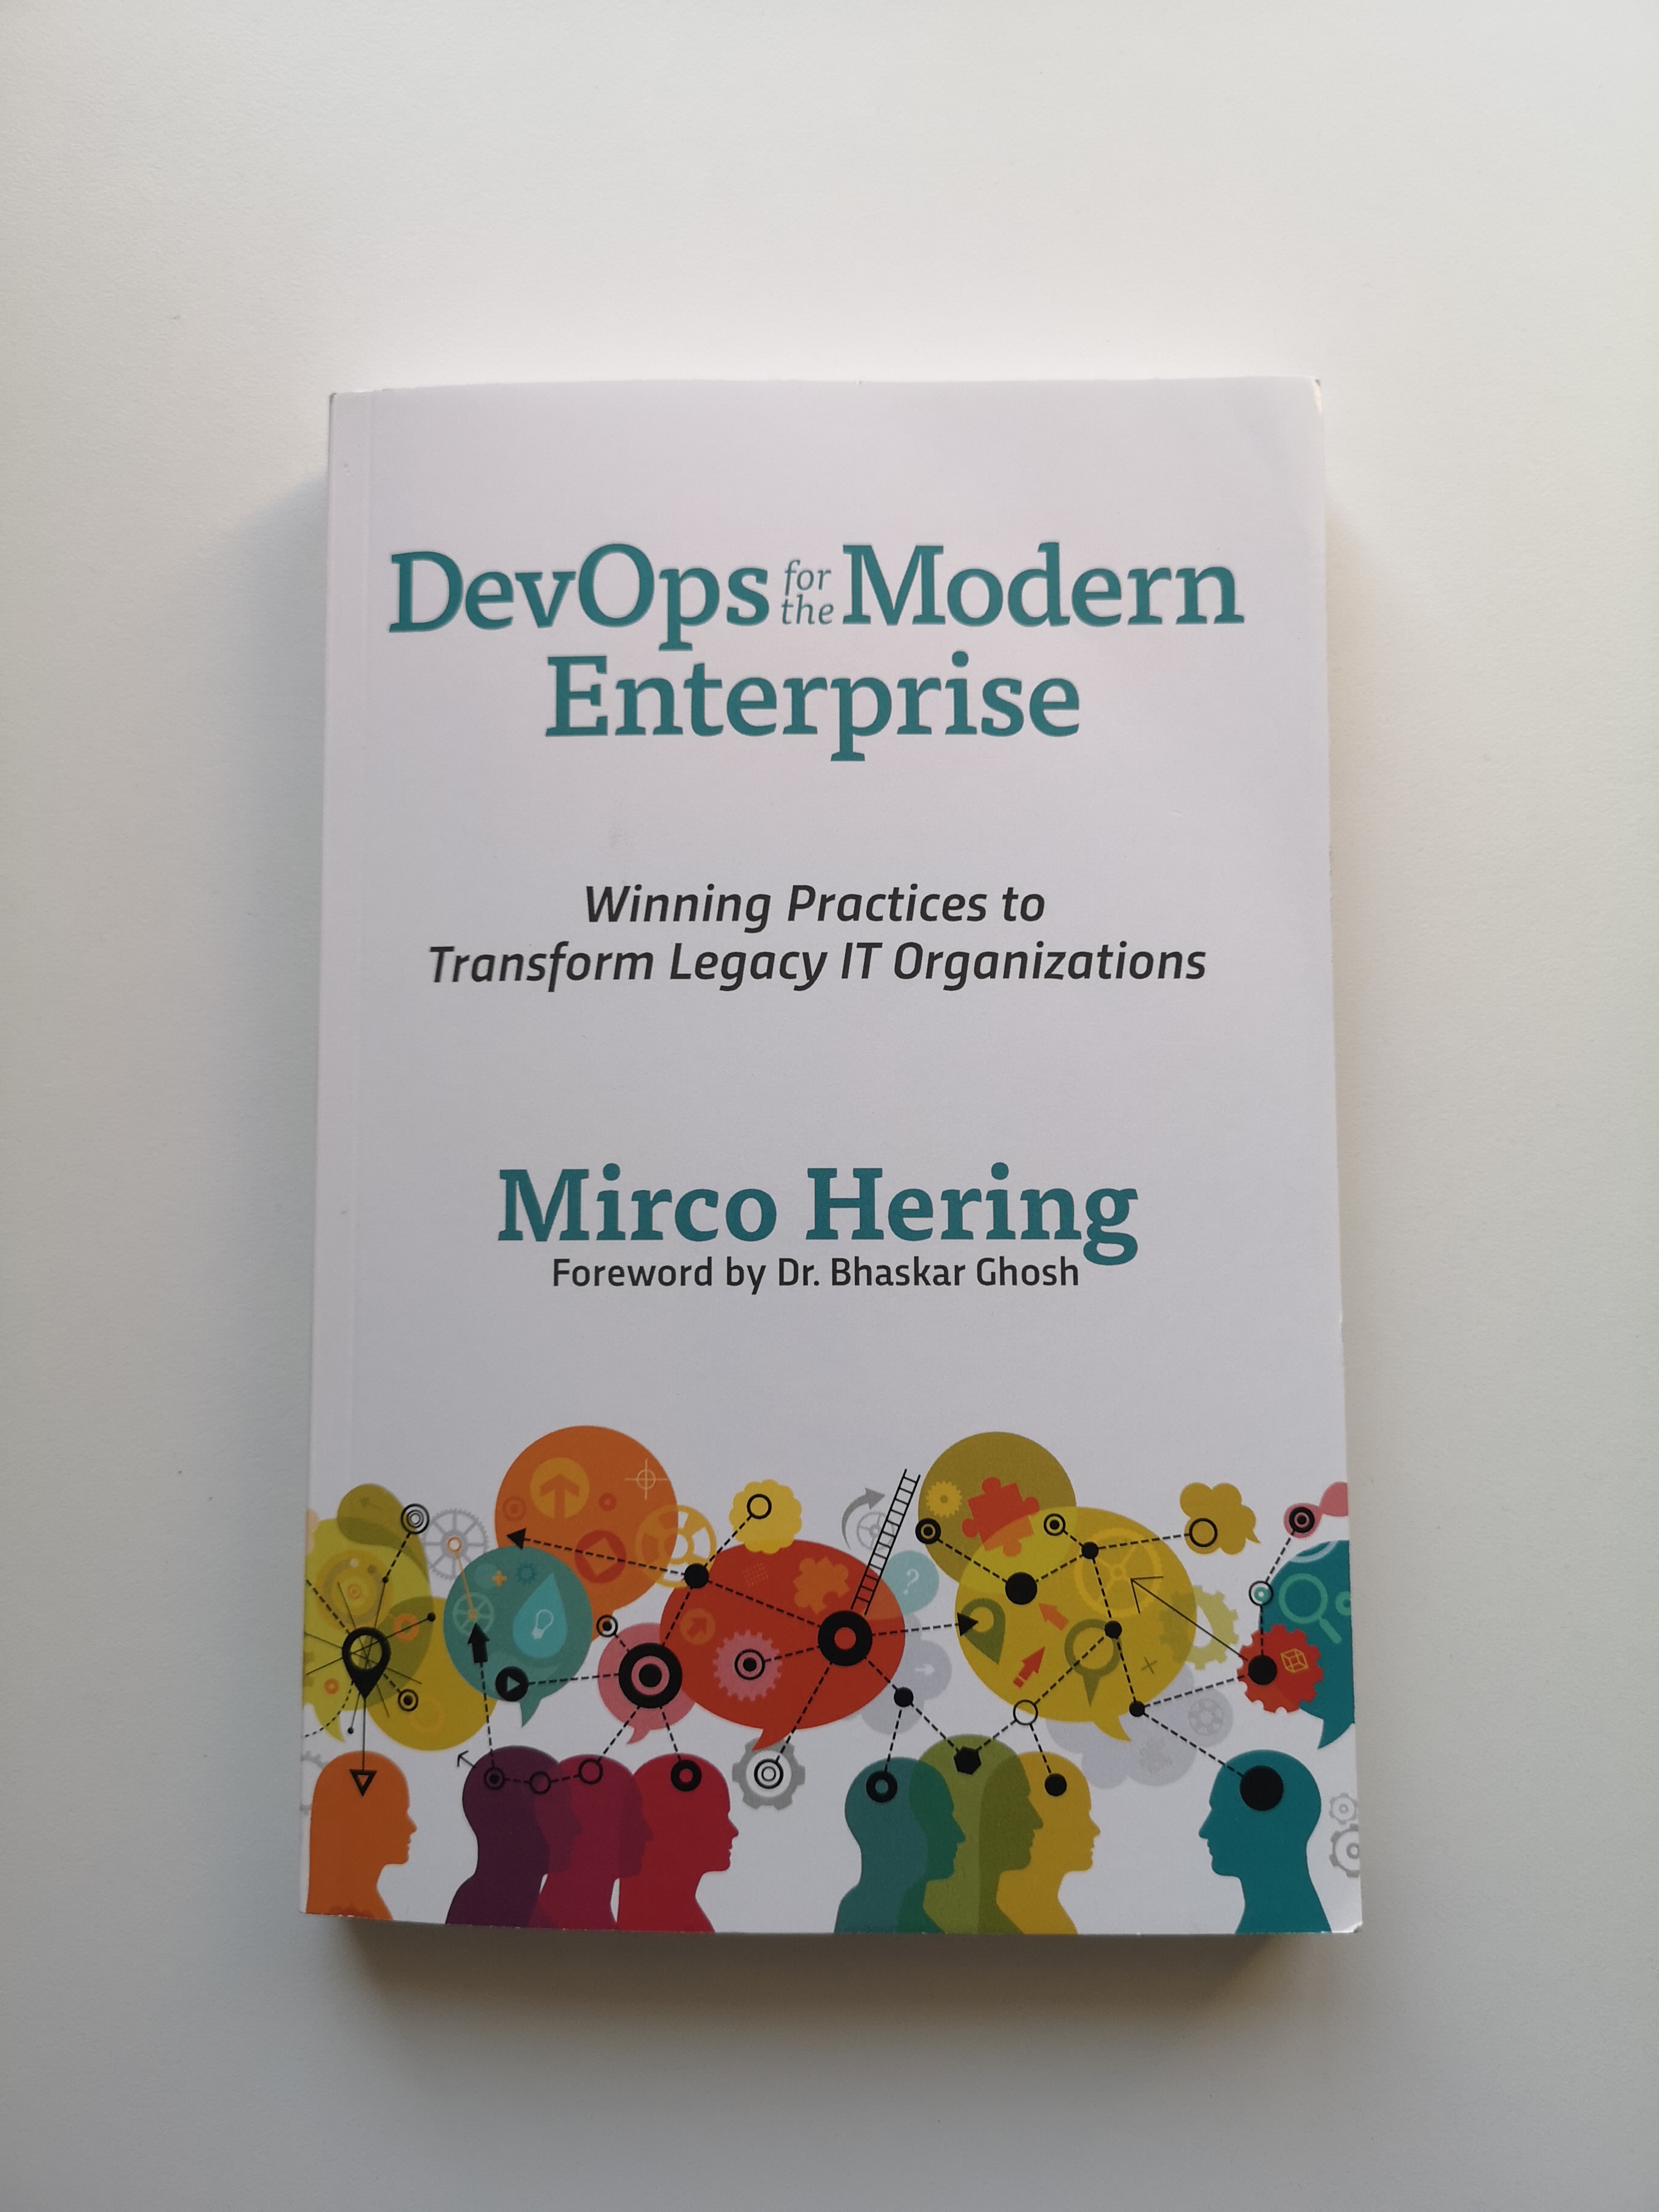 DevOps for the Modern
Enterprise
Winning Practices to
Transform Legacy IT Organizations
Mirco Hering
Foreword by Dr. Bhaskar Ghosh
?